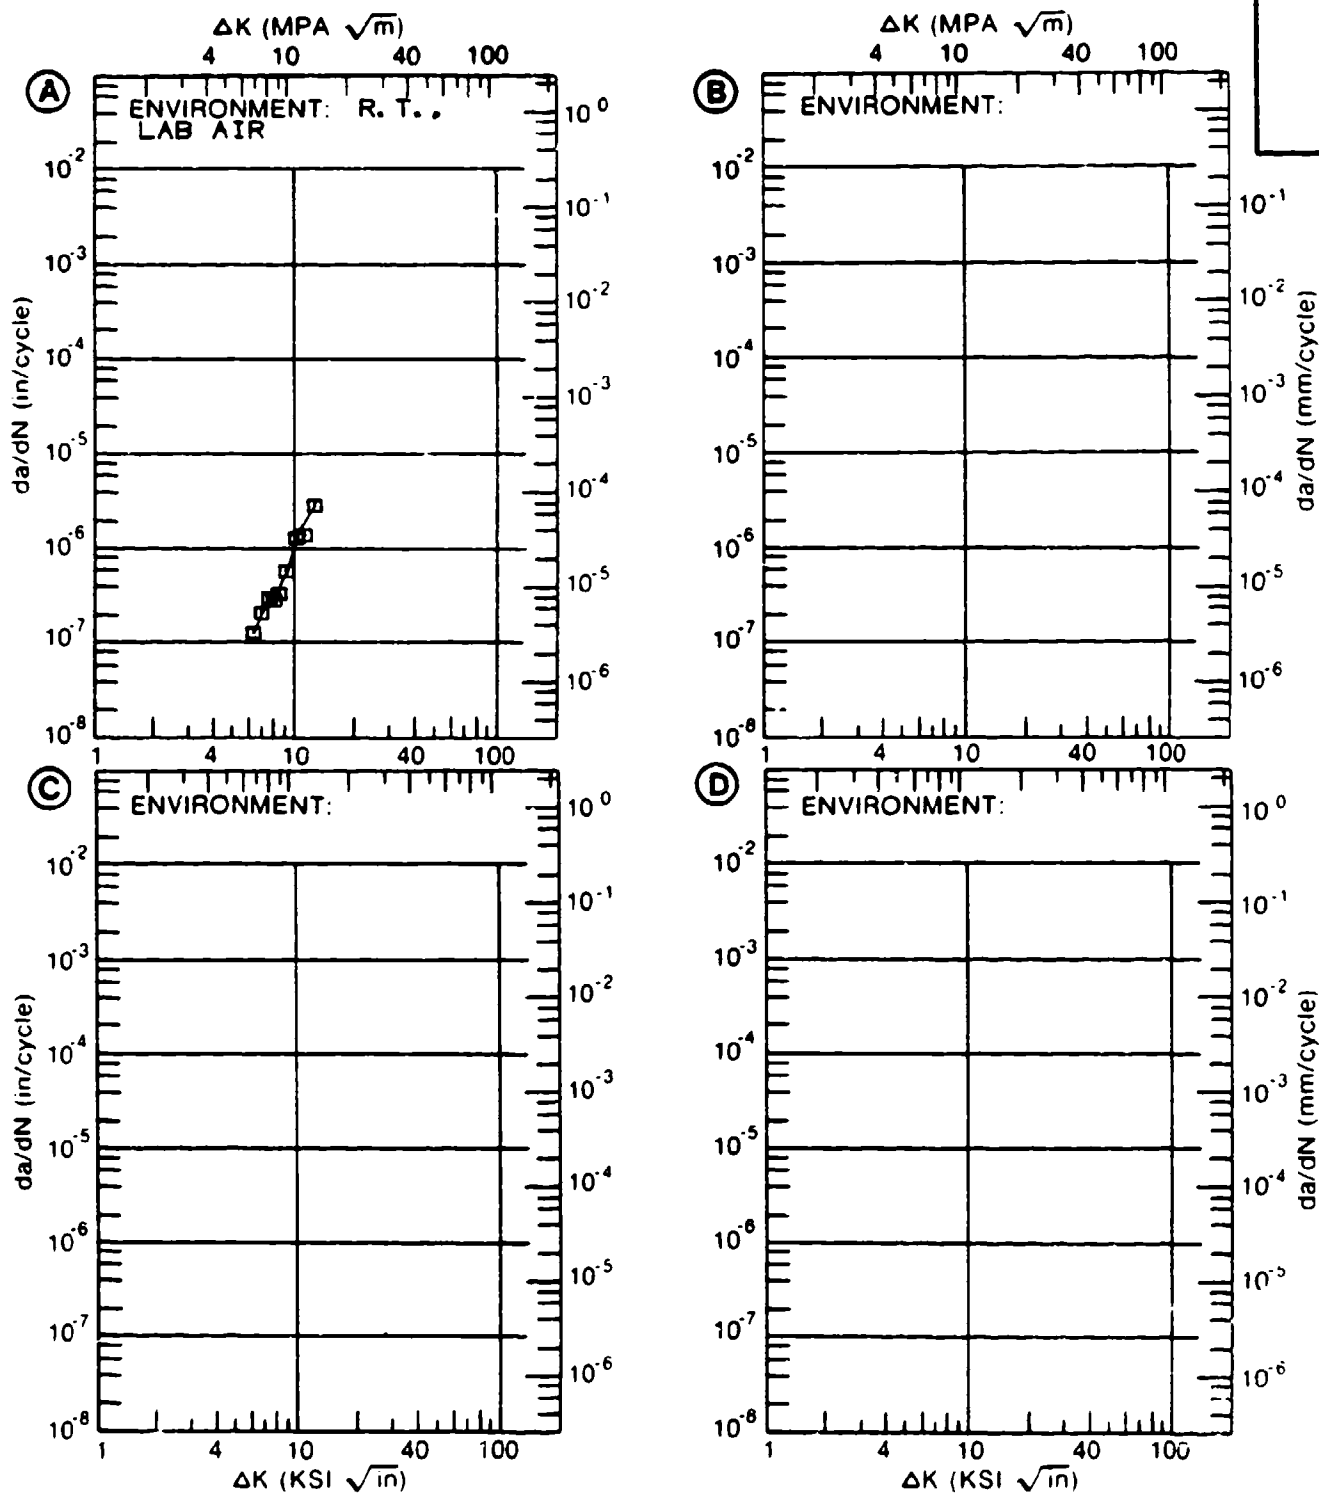 ΔK (MPA √m)
4 10 40 100
A
ENVIRONMENT: R. T.,
LAB AIR
10⁻²
10⁻³
10⁻⁴
10⁻⁵
10⁻⁶
10⁻⁷
10⁻⁸
da/dN (in/cycle)
10⁰
10⁻¹
10⁻²
10⁻³
10⁻⁴
10⁻⁵
10⁻⁶
1 4 10 40 100
ΔK (MPA √m)
4 10 40 100
B
ENVIRONMENT:
10⁻²
10⁻³
10⁻⁴
10⁻⁵
10⁻⁶
10⁻⁷
10⁻⁸
10⁻¹
10⁻²
10⁻³
10⁻⁴
10⁻⁵
10⁻⁶
da/dN (mm/cycle)
1 4 10 40 100
C
ENVIRONMENT:
10⁻²
10⁻³
10⁻⁴
10⁻⁵
10⁻⁶
10⁻⁷
10⁻⁸
da/dN (in/cycle)
10⁰
10⁻¹
10⁻²
10⁻³
10⁻⁴
10⁻⁵
10⁻⁶
1 4 10 40 100
ΔK (KSI √in)
D
ENVIRONMENT:
10⁻²
10⁻³
10⁻⁴
10⁻⁵
10⁻⁶
10⁻⁷
10⁻⁸
10⁰
10⁻¹
10⁻²
10⁻³
10⁻⁴
10⁻⁵
10⁻⁶
da/dN (mm/cycle)
1 4 10 40 100
ΔK (KSI √in)